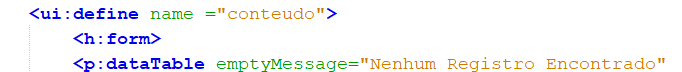 <ui:define name ="conteudo">
<h:form>
<p:dataTable emptyMessage="Nenhum Registro Encontrado"